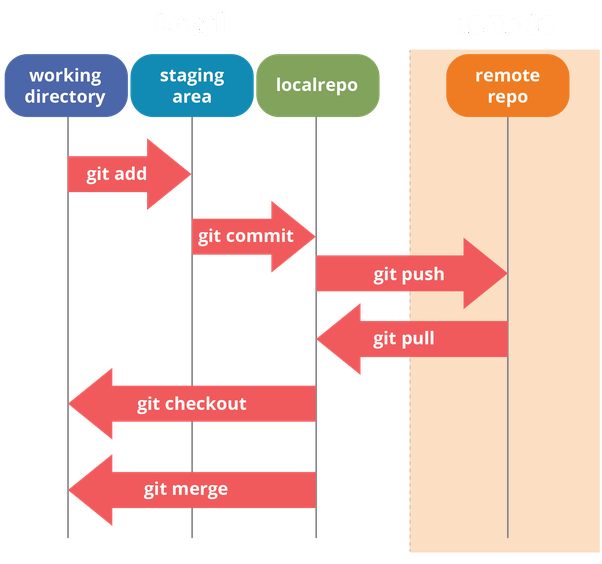 working
directory
staging
area
localrepo
remote
repo
git add
git commit
git push
git pull
git checkout
git merge